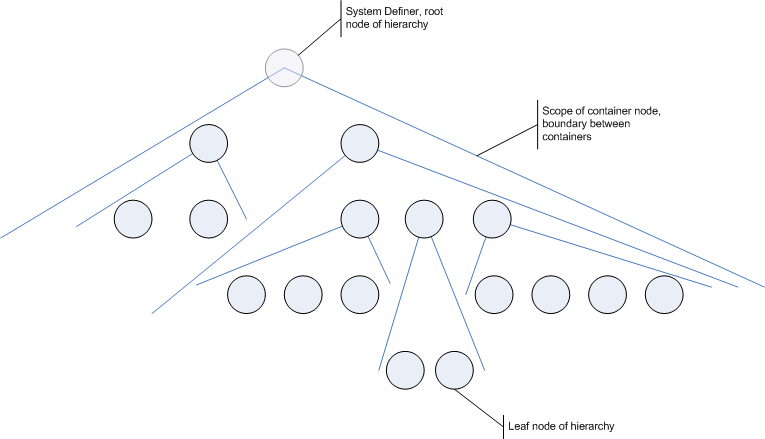 System Definer, root
node of hierarchy
Scope of container node,
boundary between
containers
Leaf node of hierarchy